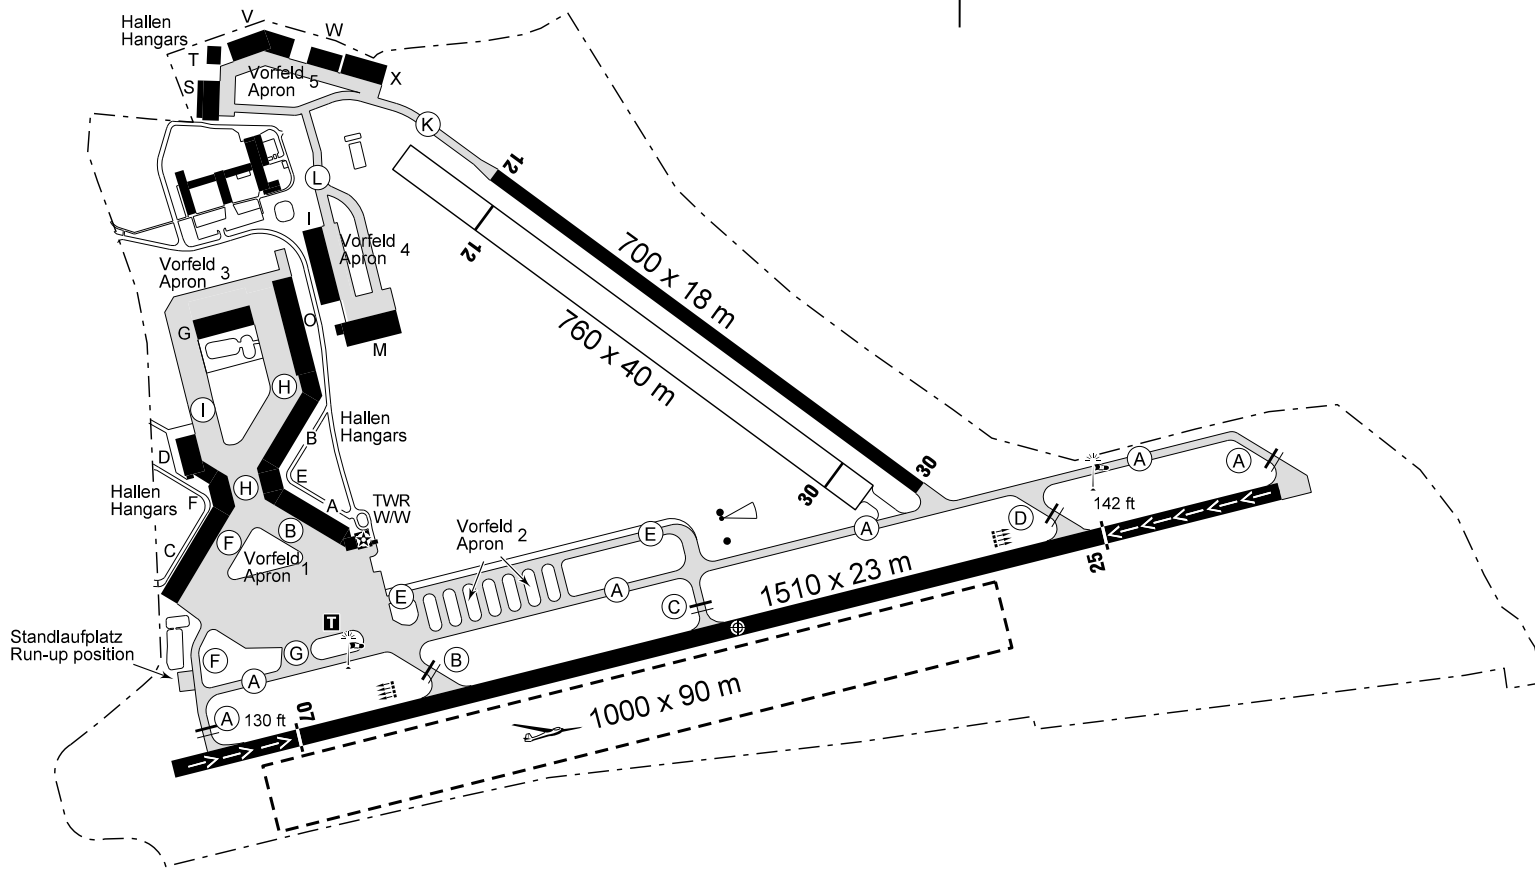 V
Hallen
Hangars
W
T
X
Vorfeld 5
Apron
S
K
12
L
I
12
Vorfeld 4
Apron
Vorfeld 3
Apron
700 x 18 m
760 x 40 m
G
O
M
H
I
Hallen
Hangars
B
D
E
H
30
30
A
A
Hallen
Hangars
F
A
TWR
W/W
142 ft
C
F
B
Vorfeld 2
Apron
E
A
D
Vorfeld 1
Apron
25
E
A
1510 x 23 m
C
T
Standlaufplatz
Run-up position
F
G
B
A
1000 x 90 m
07
A
130 ft